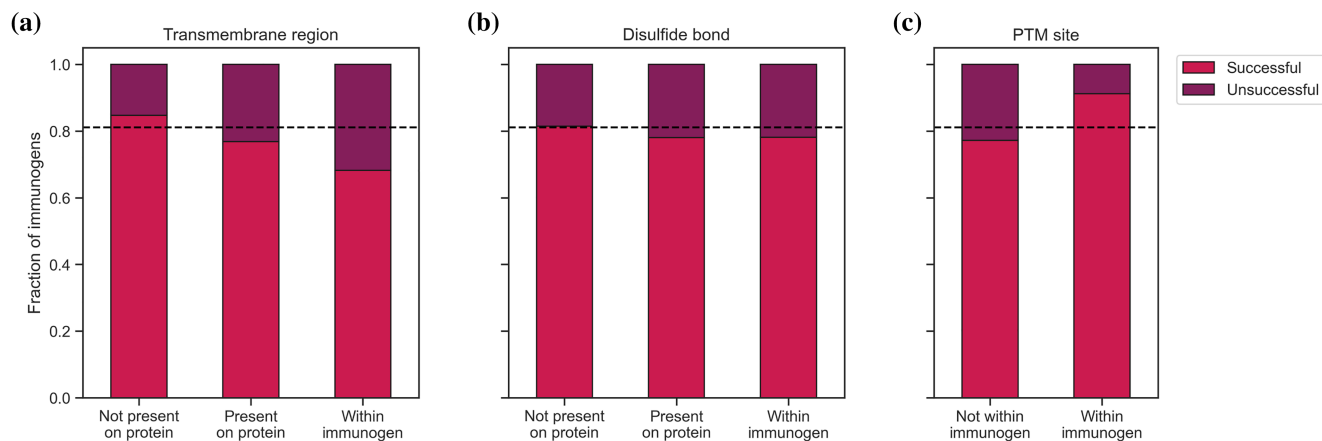 (a)
Transmembrane region
Fraction of immunogens
1.0
0.8
0.6
0.4
0.2
0.0
Not present
on protein
Present
on protein
Within
immunogen
(b)
Disulfide bond
Not present
on protein
Present
on protein
Within
immunogen
(c)
PTM site
Not within
immunogen
Within
immunogen
Successful
Unsuccessful